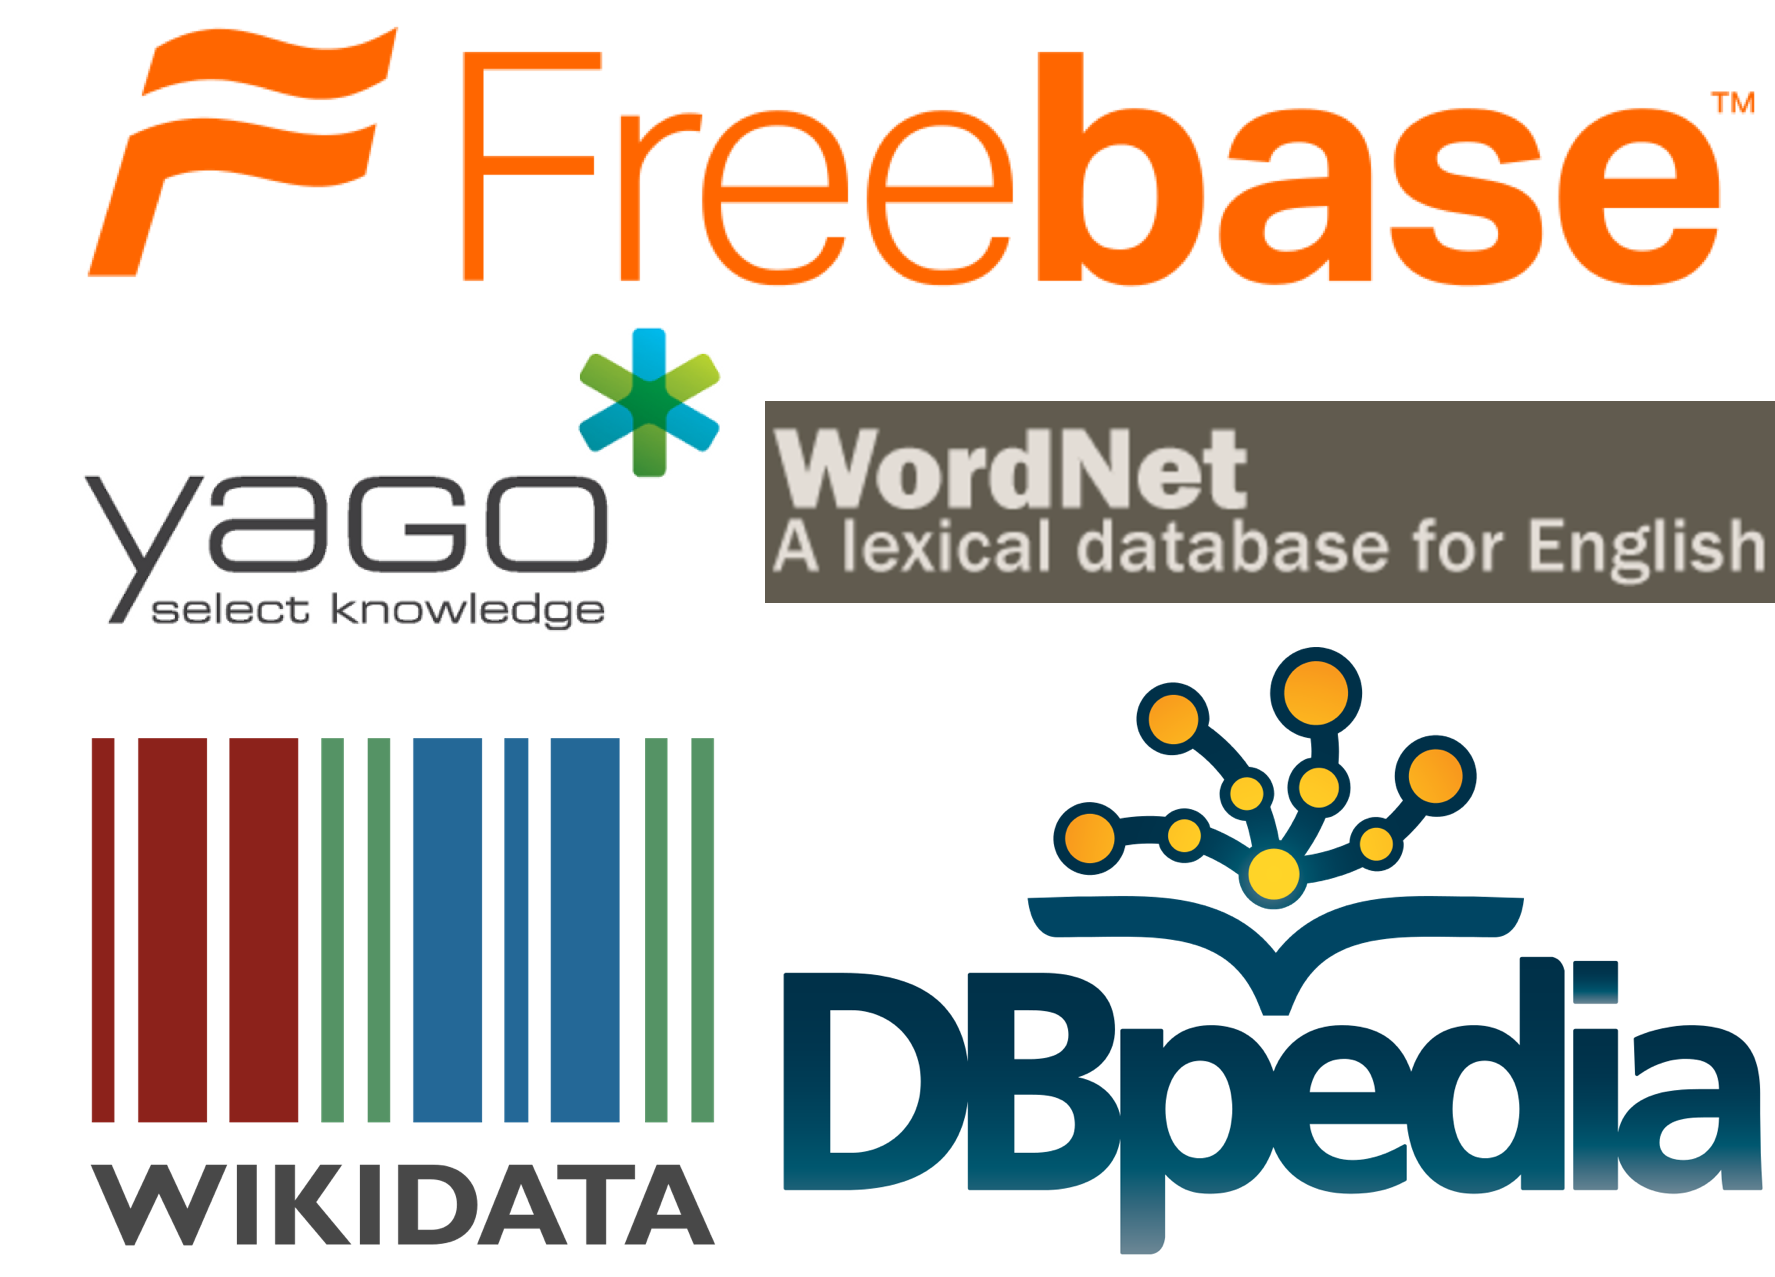 Freebase™
yago
select knowledge
WordNet
A lexical database for English
WIKIDATA
DBpedia